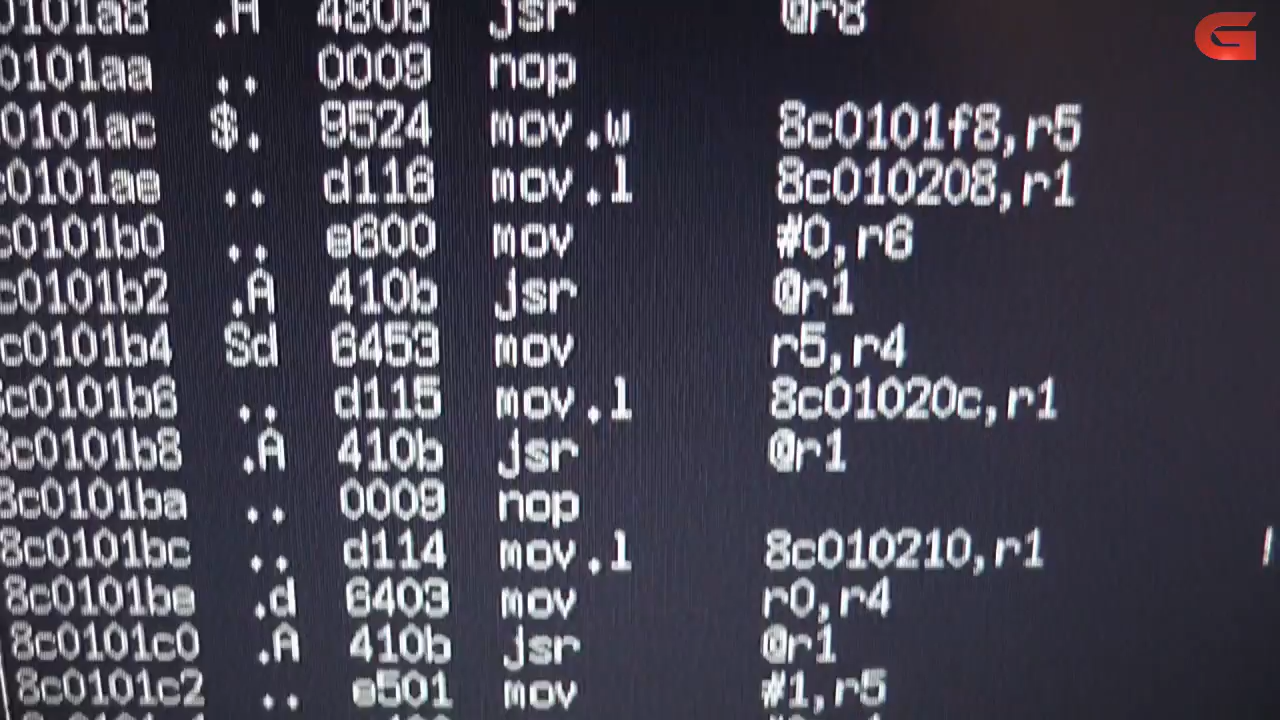 0101a8 .H 480b jsr @r8
0101aa .. 0009 nop
0101ac $. 9524 mov.w 8c0101f8,r5
c0101ae .. d116 mov.l 8c010208,r1
c0101b0 .. e600 mov #0,r6
c0101b2 .A 410b jsr @r1
c0101b4 Sd 6453 mov r5,r4
8c0101b6 .. d115 mov.l 8c01020c,r1
8c0101b8 .A 410b jsr @r1
8c0101ba .. 0009 nop
8c0101bc .. d114 mov.l 8c010210,r1
8c0101be .d 6403 mov r0,r4
8c0101c0 .A 410b jsr @r1
8c0101c2 .. e501 mov #1,r5
G